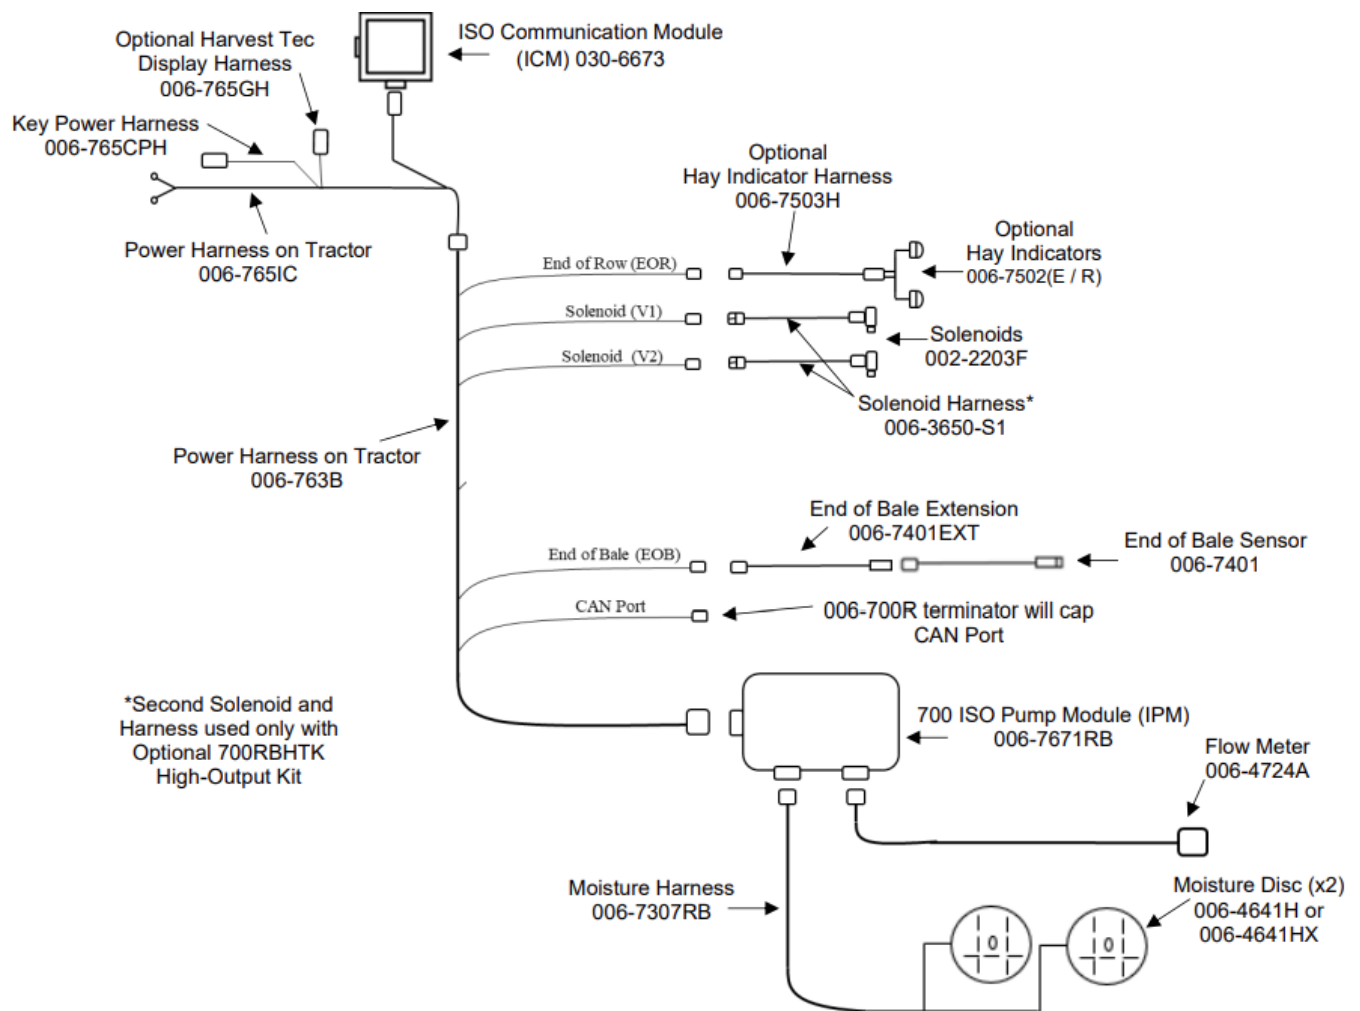 ISO Communication Module
(ICM) 030-6673
Optional Harvest Tec
Display Harness
006-765GH
Key Power Harness
006-765CPH
Power Harness on Tractor
006-765IC
Optional
Hay Indicator Harness
006-7503H
Optional
Hay Indicators
006-7502(E / R)
End of Row (EOR)
Solenoid (V1)
Solenoid (V2)
Solenoids
002-2203F
Solenoid Harness*
006-3650-S1
Power Harness on Tractor
006-763B
End of Bale Extension
006-7401EXT
End of Bale Sensor
006-7401
End of Bale (EOB)
CAN Port
006-700R terminator will cap
CAN Port
*Second Solenoid and
Harness used only with
Optional 700RBHTK
High-Output Kit
700 ISO Pump Module (IPM)
006-7671RB
Flow Meter
006-4724A
Moisture Harness
006-7307RB
Moisture Disc (x2)
006-4641H or
006-4641HX
0
0